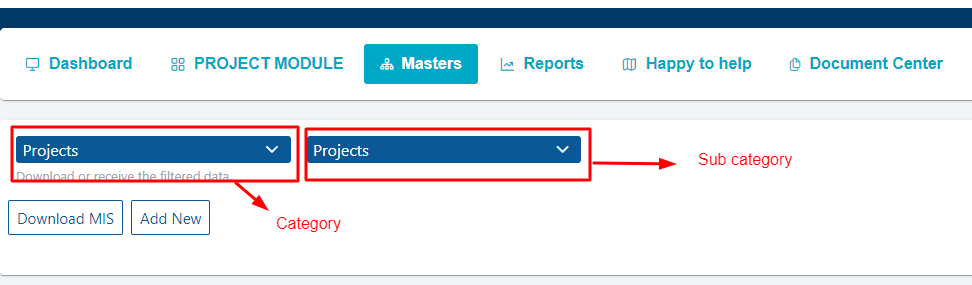 Dashboard PROJECT MODULE Masters Reports Happy to help Document Center
Projects Projects
Sub category
Download or receive the filtered data.
Download MIS Add New
Category